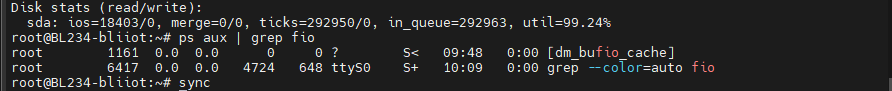 Disk stats (read/write):
  sda: ios=18403/0, merge=0/0, ticks=292950/0, in_queue=292963, util=99.24%
root@BL234-bliiot:~# ps aux | grep fio
root        1161  0.0  0.0      0     0 ?        S<   09:48   0:00 [dm_bufio_cache]
root        6417  0.0  0.0   4724   648 ttyS0    S+   10:09   0:00 grep --color=auto fio
root@BL234-bliiot:~# sync